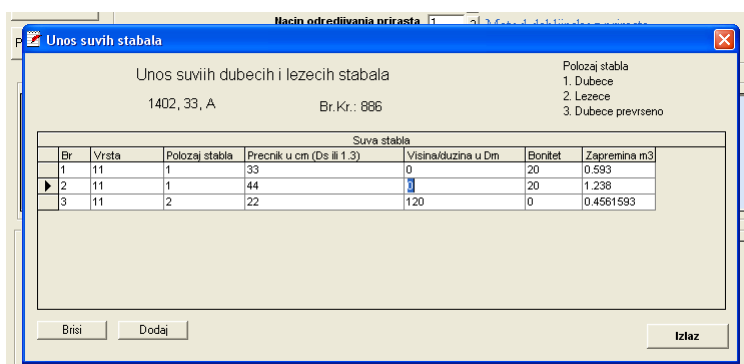 Nacin odredjivanja prirasta 1
Unos suvih stabala
Unos suviih dubecih i lezecih stabala
1402, 33, A
Br.Kr.: 886
Polozaj stabla
1. Dubece
2. Lezece
3. Dubece prevrseno
Suva stabla
Br Vrsta Polozaj stabla Precnik u cm (Ds ili 1.3) Visina/duzina u Dm Bonitet Zapremina m3
1 11 1 33 0 20 0.593
2 11 1 44 0 20 1.238
3 11 2 22 120 0 0.4561593
Brisi Dodaj Izlaz